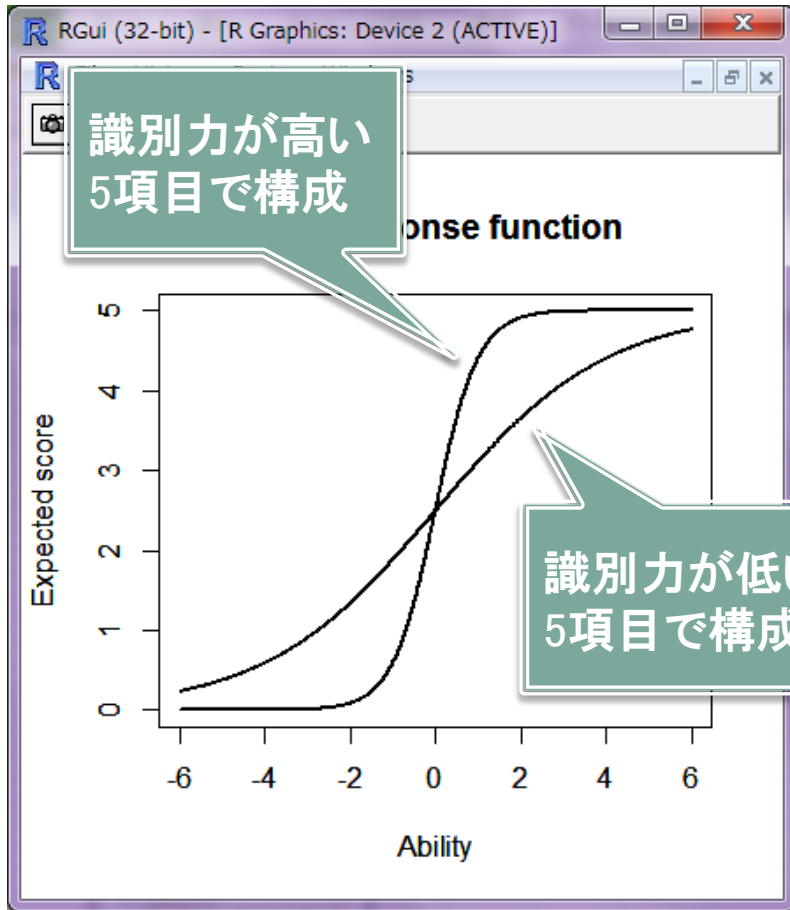 RGui (32-bit) - [R Graphics: Device 2 (ACTIVE)]
識別力が高い
5項目で構成
onse function
Expected score
5
4
3
2
1
0
識別力が低い
5項目で構成
-6 -4 -2 0 2 4 6
Ability